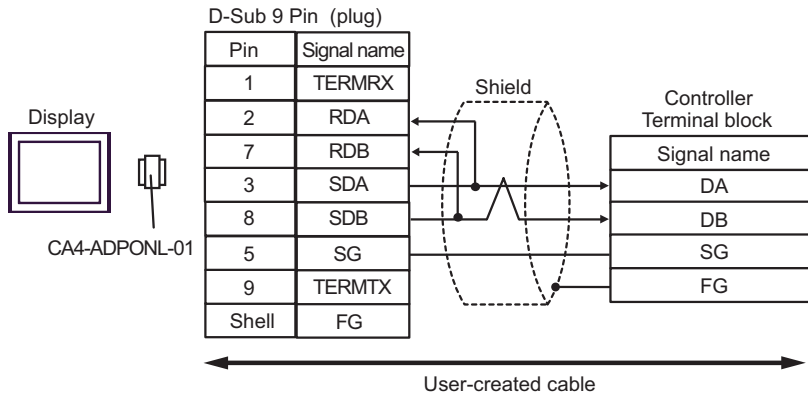 D-Sub 9 Pin (plug)
Pin Signal name
1 TERMRX
2 RDA
7 RDB
3 SDA
8 SDB
5 SG
9 TERMTX
Shell FG
Display
CA4-ADPONL-01
Shield
Controller
Terminal block
Signal name
DA
DB
SG
FG
User-created cable